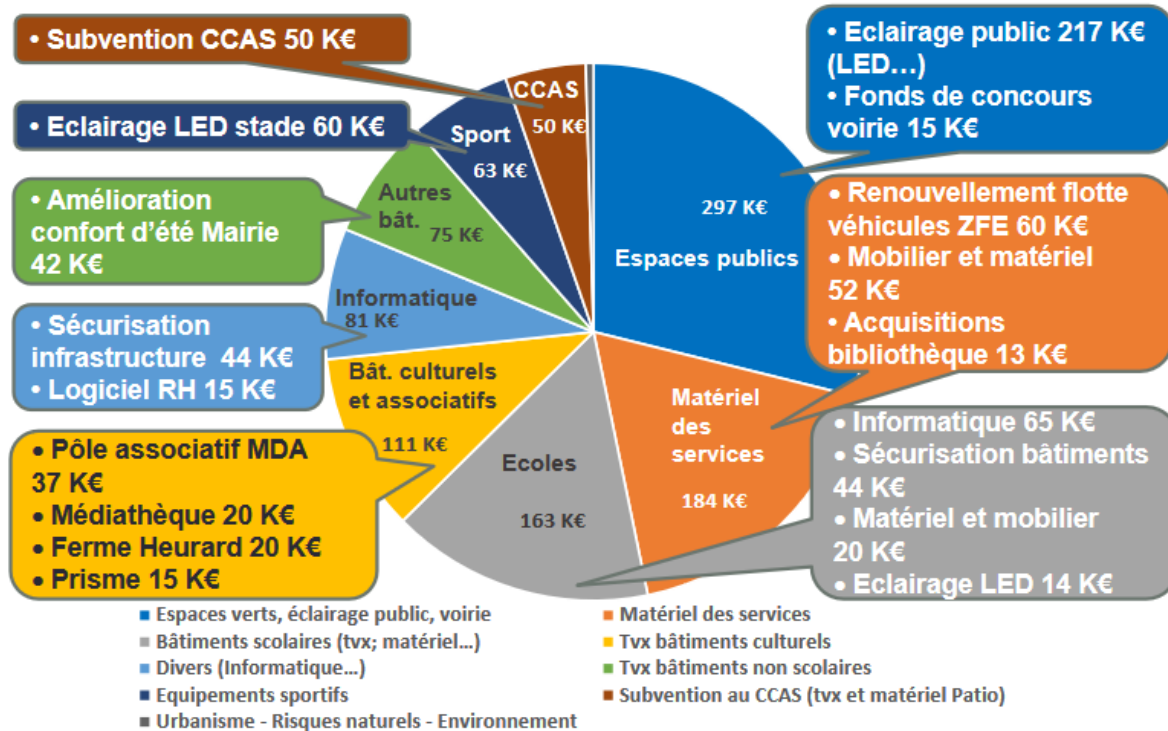 • Subvention CCAS 50 K€
• Eclairage LED stade 60 K€
• Amélioration
confort d'été Mairie
42 K€
• Sécurisation
infrastructure 44 K€
• Logiciel RH 15 K€
• Pôle associatif MDA
37 K€
• Médiathèque 20 K€
• Ferme Heurard 20 K€
• Prisme 15 K€
CCAS
50 K€
Sport
63 K€
Autres
bât.
75 K€
Informatique
81 K€
Bât. culturels
et associatifs
111 K€
Ecoles
163 K€
Matériel
des
services
184 K€
297 K€
Espaces publics
• Eclairage public 217 K€
(LED…)
• Fonds de concours
voirie 15 K€
• Renouvellement flotte
véhicules ZFE 60 K€
• Mobilier et matériel
52 K€
• Acquisitions
bibliothèque 13 K€
• Informatique 65 K€
• Sécurisation bâtiments
44 K€
• Matériel et mobilier
20 K€
• Eclairage LED 14 K€
Espaces verts, éclairage public, voirie
Matériel des services
Bâtiments scolaires (tvx; matériel…)
Tvx bâtiments culturels
Divers (Informatique…)
Tvx bâtiments non scolaires
Equipements sportifs
Subvention au CCAS (tvx et matériel Patio)
Urbanisme - Risques naturels - Environnement